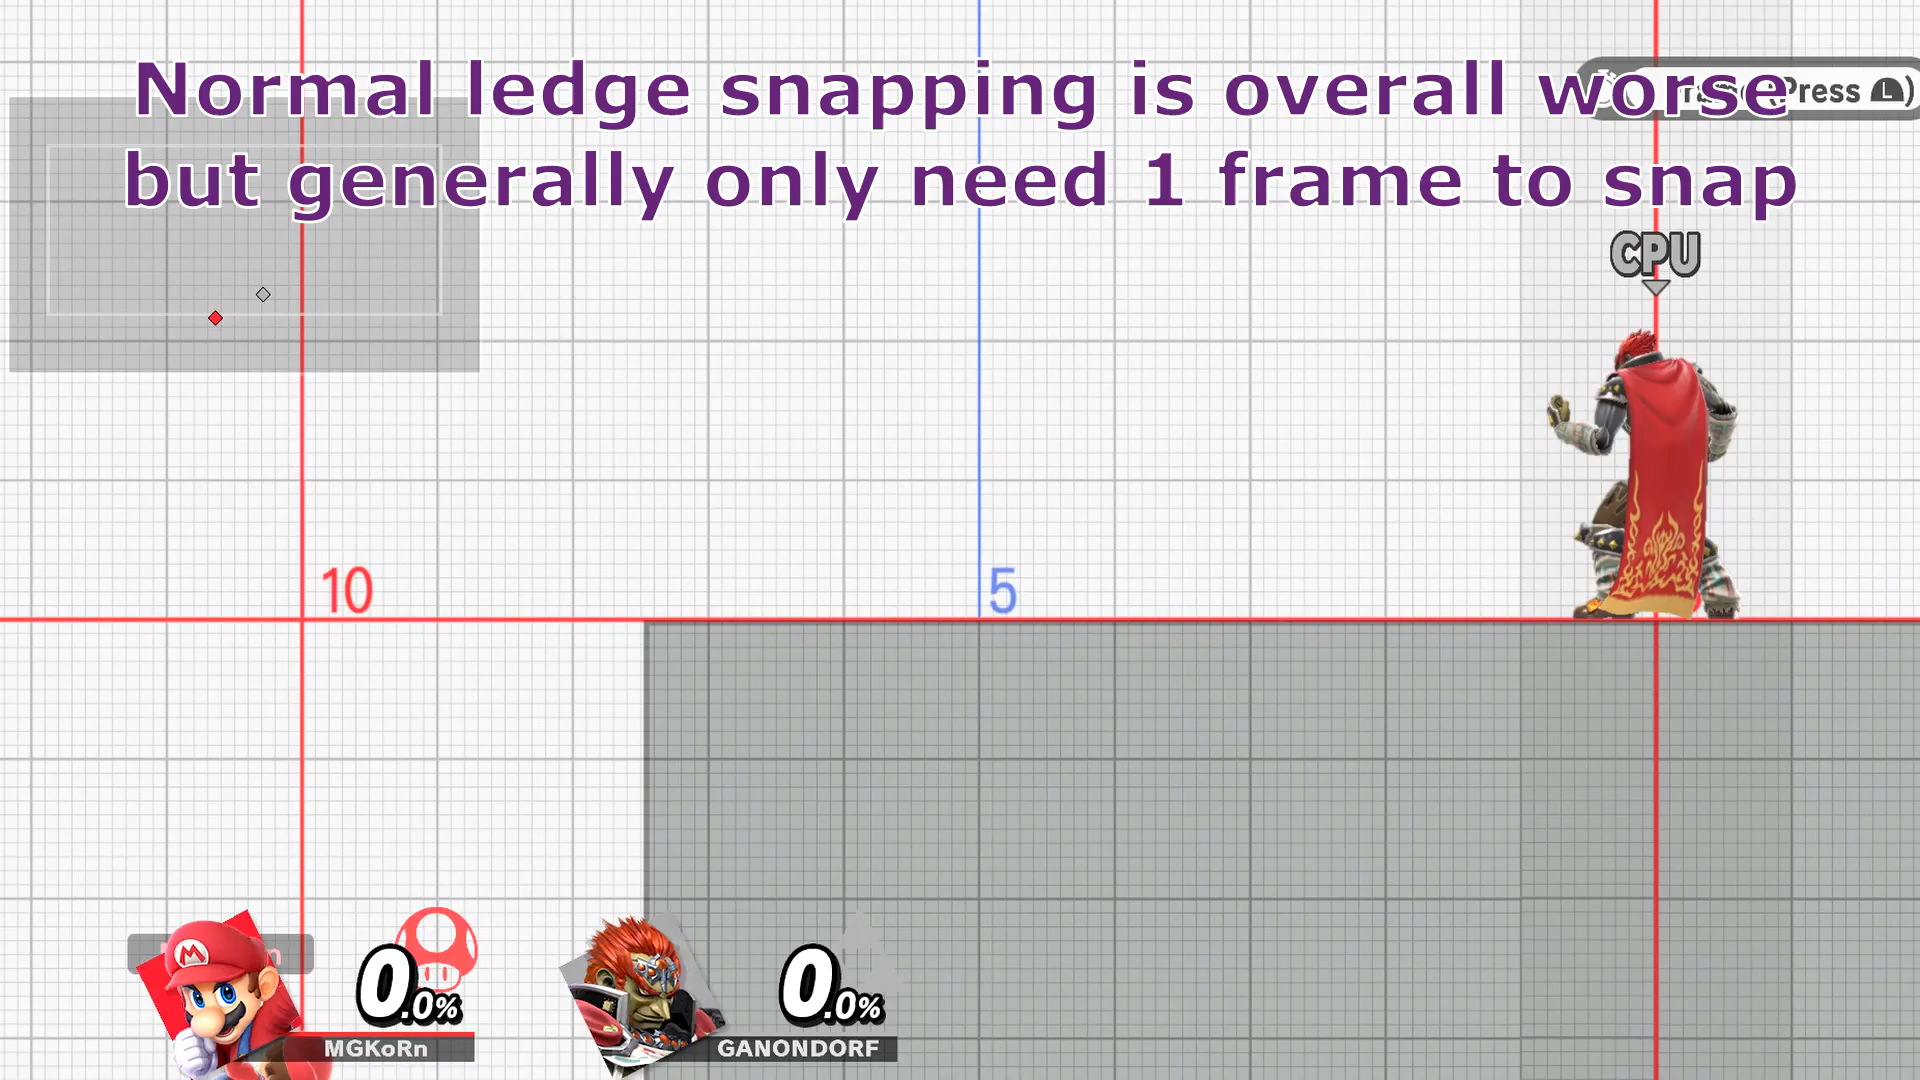 Normal ledge snapping is overall worse
but generally only need 1 frame to snap
Press L)
CPU
10
5
0.0%
MGKoRn
0.0%
GANONDORF